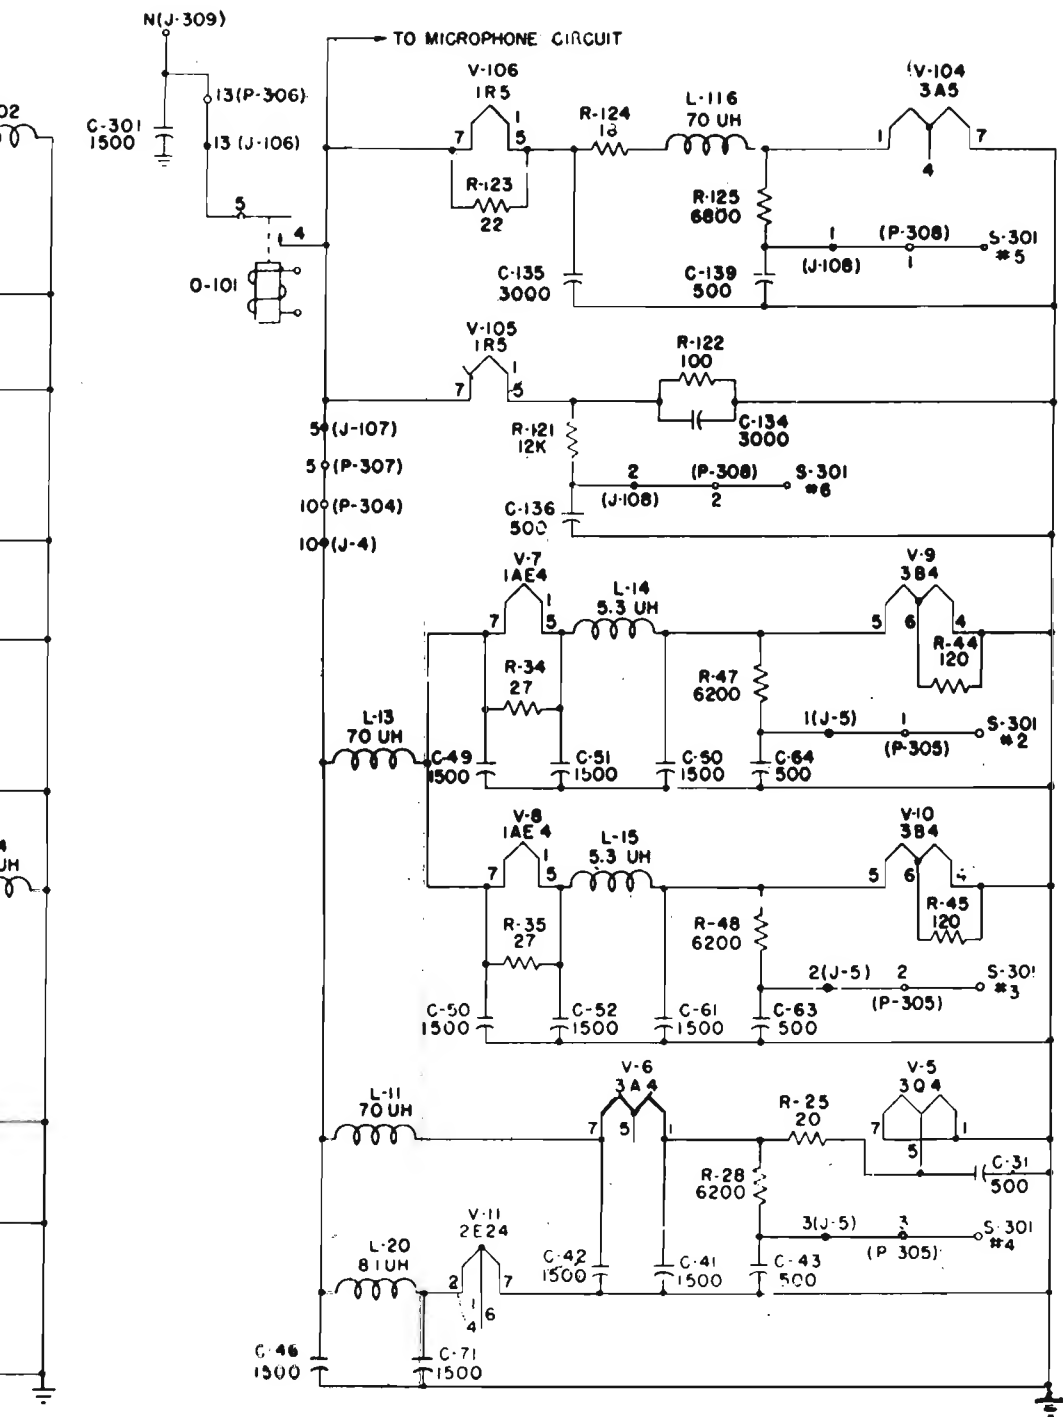 N(J-309)
TO MICROPHONE CIRCUIT
02
C-301
1500
13(P-306)
13 (J-106)
5
4
O-101
V-106
1R5
7
1
5
R-123
22
R-124
18
L-116
70 UH
V-104
3A5
1
7
4
R-125
6800
1
(J-108)
(P-308)
1
S-301
#5
C-135
3000
C-139
500
V-105
1R5
7
1
5
R-122
100
C-134
3000
R-121
12K
5 (J-107)
5 (P-307)
10 (P-304)
10 (J-4)
2
(J-108)
(P-308)
2
S-301
#6
C-136
500
V-7
1AE4
7
1
5
L-14
5.3 UH
V-9
3B4
5
6
4
R-44
120
R-34
27
R-47
6200
L-13
70 UH
1(J-5)
1
(P-305)
S-301
#2
C-49
1500
C-51
1500
C-50
1500
C-64
500
V-8
1AE4
7
1
5
L-15
5.3 UH
V-10
3B4
5
6
4
R-45
120
4
UH
R-35
27
R-48
6200
2(J-5)
2
(P-305)
S-301
#3
C-50
1500
C-52
1500
C-61
1500
C-63
500
L-11
70 UH
V-6
3A4
7
5
1
R-25
20
V-5
3Q4
7
5
1
C-31
500
R-28
6200
3(J-5)
3
(P 305)
S-301
#4
V-11
2E24
2
1
4
6
7
L-20
81UH
C-42
1500
C-41
1500
C-43
500
C-46
1500
C-71
1500